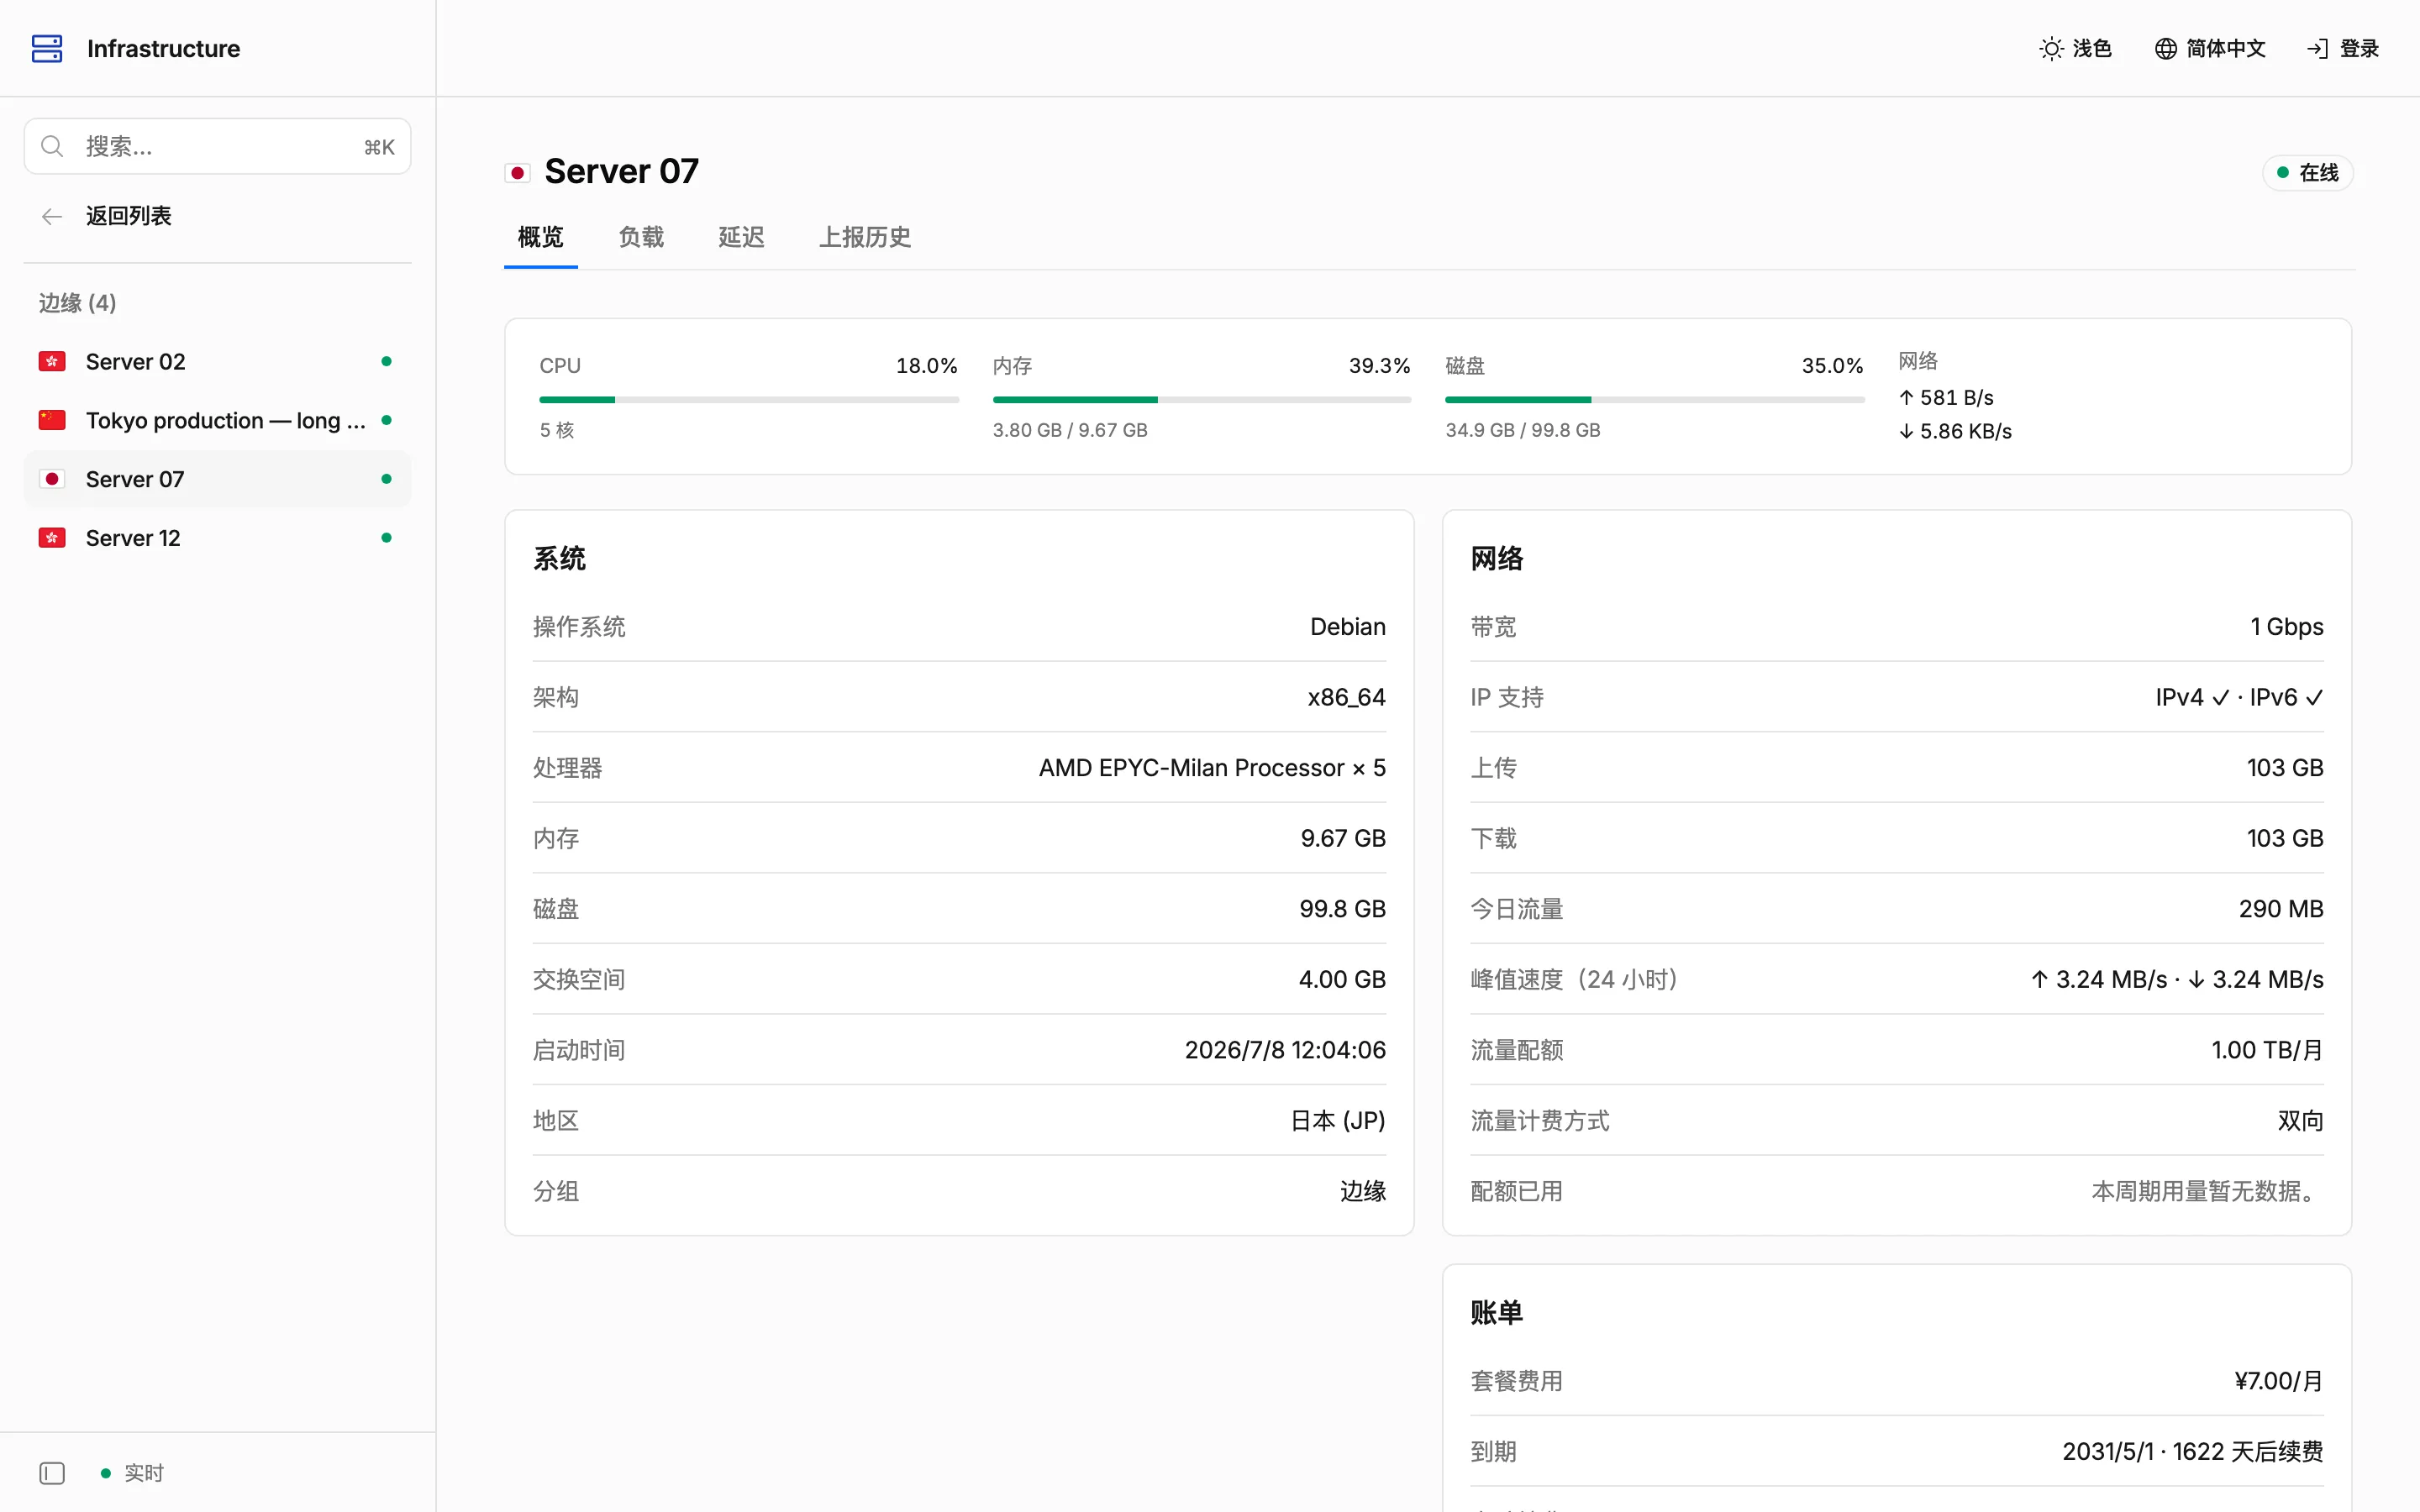 Infrastructure
浅色
简体中文
登录
搜索...
⌘K
返回列表
边缘 (4)
Server 02
Tokyo production — long ...
Server 07
Server 12
实时
Server 07
在线
概览
负载
延迟
上报历史
CPU 18.0%
5 核
内存 39.3%
3.80 GB / 9.67 GB
磁盘 35.0%
34.9 GB / 99.8 GB
网络
↑ 581 B/s
↓ 5.86 KB/s
系统
操作系统 Debian
架构 x86_64
处理器 AMD EPYC-Milan Processor × 5
内存 9.67 GB
磁盘 99.8 GB
交换空间 4.00 GB
启动时间 2026/7/8 12:04:06
地区 日本 (JP)
分组 边缘
网络
带宽 1 Gbps
IP 支持 IPv4 ✓ · IPv6 ✓
上传 103 GB
下载 103 GB
今日流量 290 MB
峰值速度（24 小时） ↑ 3.24 MB/s · ↓ 3.24 MB/s
流量配额 1.00 TB/月
流量计费方式 双向
配额已用 本周期用量暂无数据。
账单
套餐费用 ¥7.00/月
到期 2031/5/1 · 1622 天后续费